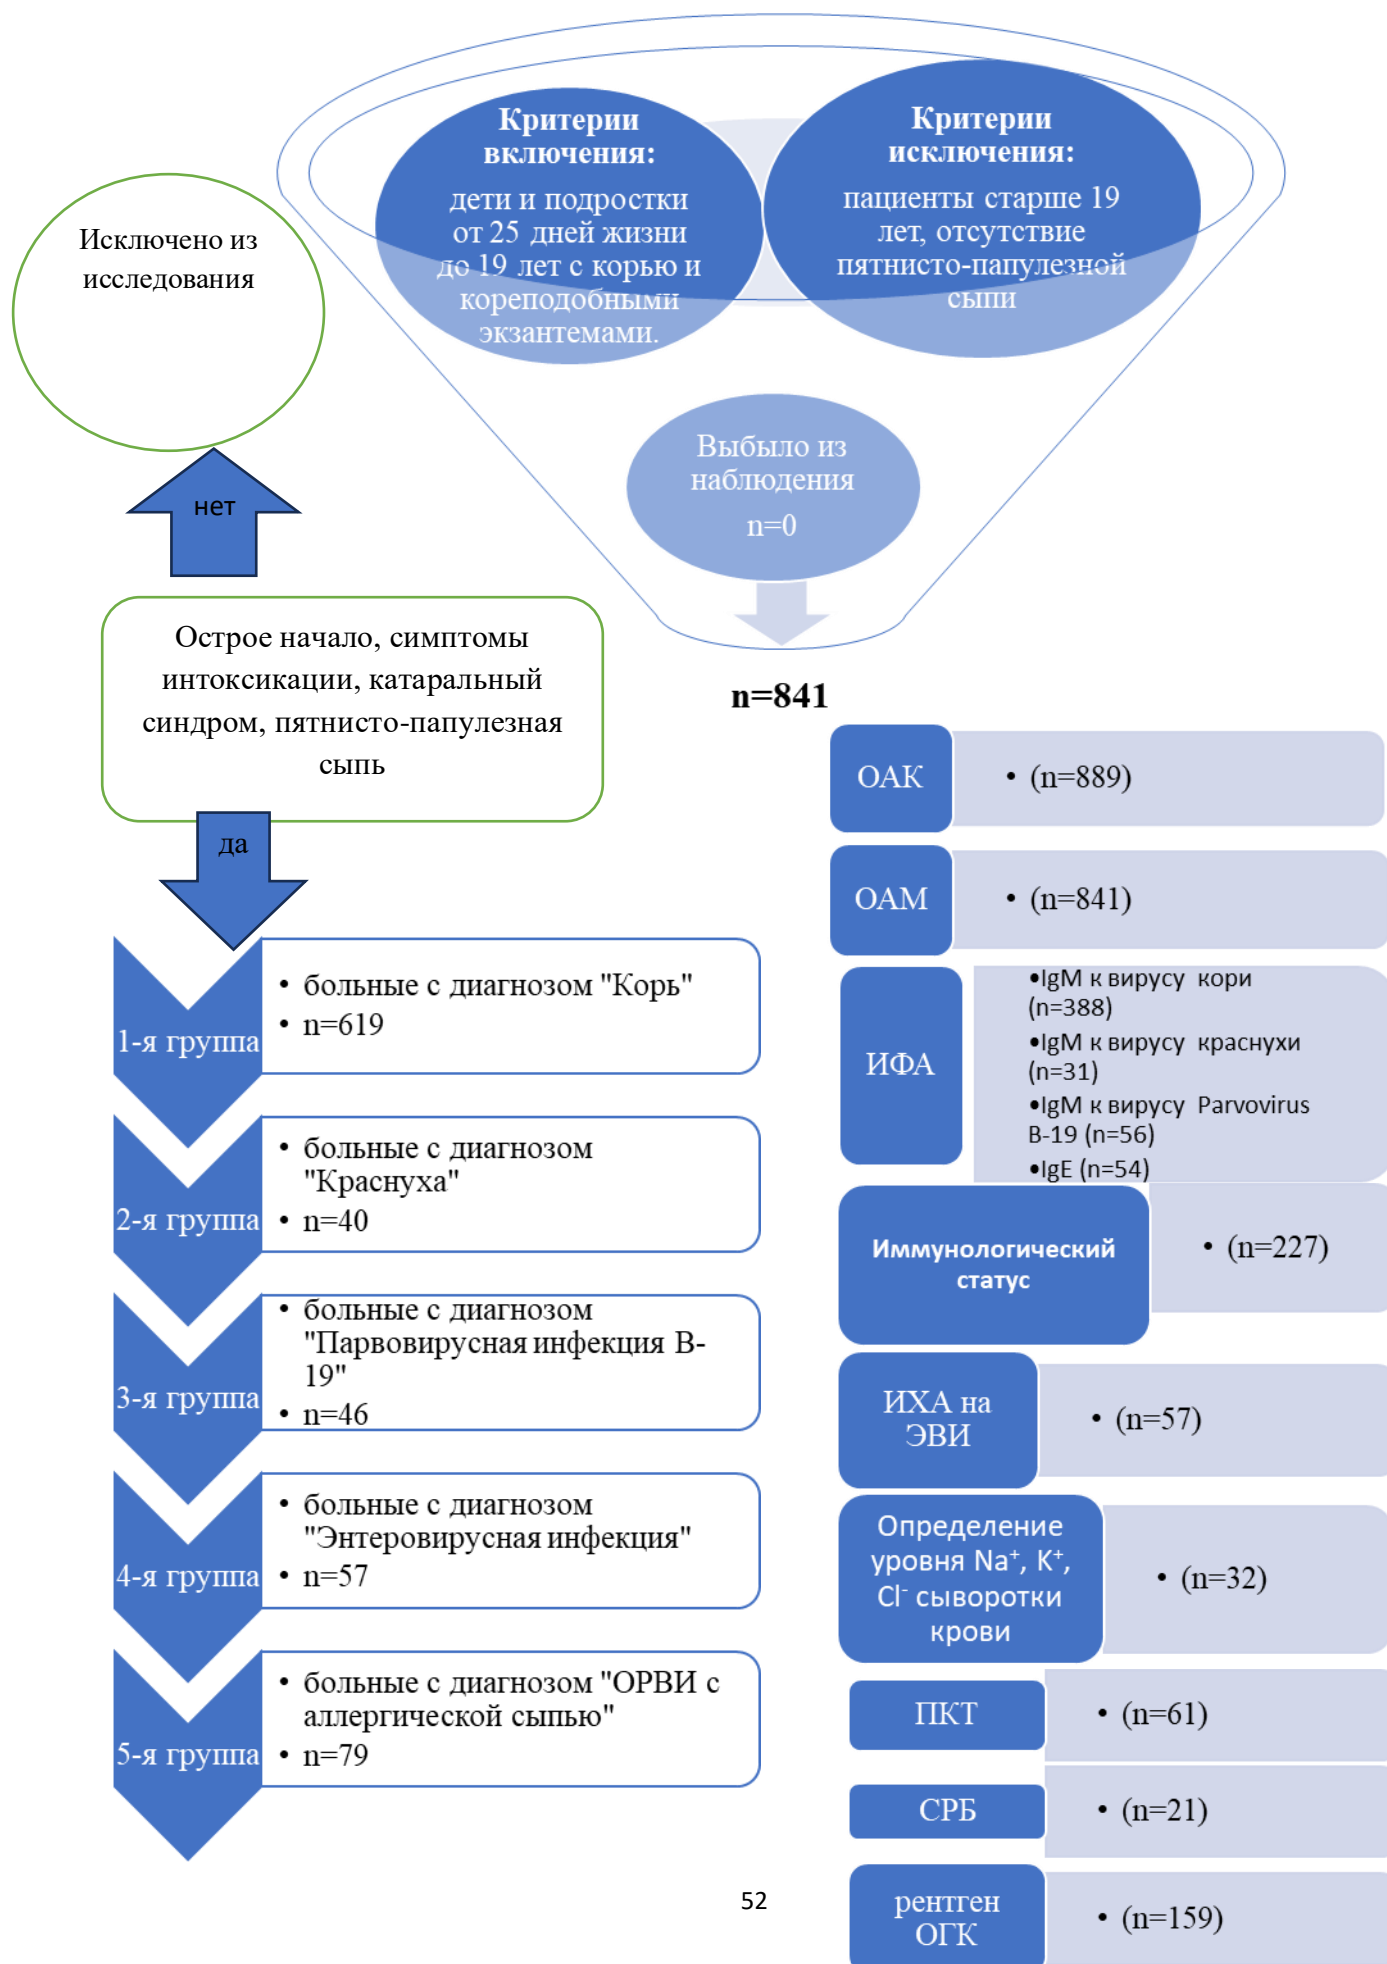 Критерии
включения:
дети и подростки
от 25 дней жизни
до 19 лет с корью и
кореподобными
экзантемами.
Критерии
исключения:
пациенты старше 19
лет, отсутствие
пятнисто-папулезной
сыпи
Исключено из
исследования
Выбыло из
наблюдения
n=0
нет
Острое начало, симптомы
интоксикации, катаральный
синдром, пятнисто-папулезная
сыпь
да
n=841
1-я группа
• больные с диагнозом "Корь"
• n=619
2-я группа
• больные с диагнозом
"Краснуха"
• n=40
3-я группа
• больные с диагнозом
"Парвовирусная инфекция В-
19"
• n=46
4-я группа
• больные с диагнозом
"Энтеровирусная инфекция"
• n=57
5-я группа
• больные с диагнозом "ОРВИ с
аллергической сыпью"
• n=79
ОАК
• (n=889)
ОАМ
• (n=841)
ИФА
•IgM к вирусу кори
(n=388)
•IgM к вирусу краснухи
(n=31)
•IgM к вирусу Parvovirus
B-19 (n=56)
•IgE (n=54)
Иммунологический
статус
• (n=227)
ИХА на
ЭВИ
• (n=57)
Определение
уровня Na⁺, K⁺,
Cl⁻ сыворотки
крови
• (n=32)
ПКТ
• (n=61)
СРБ
• (n=21)
рентген
ОГК
• (n=159)
52